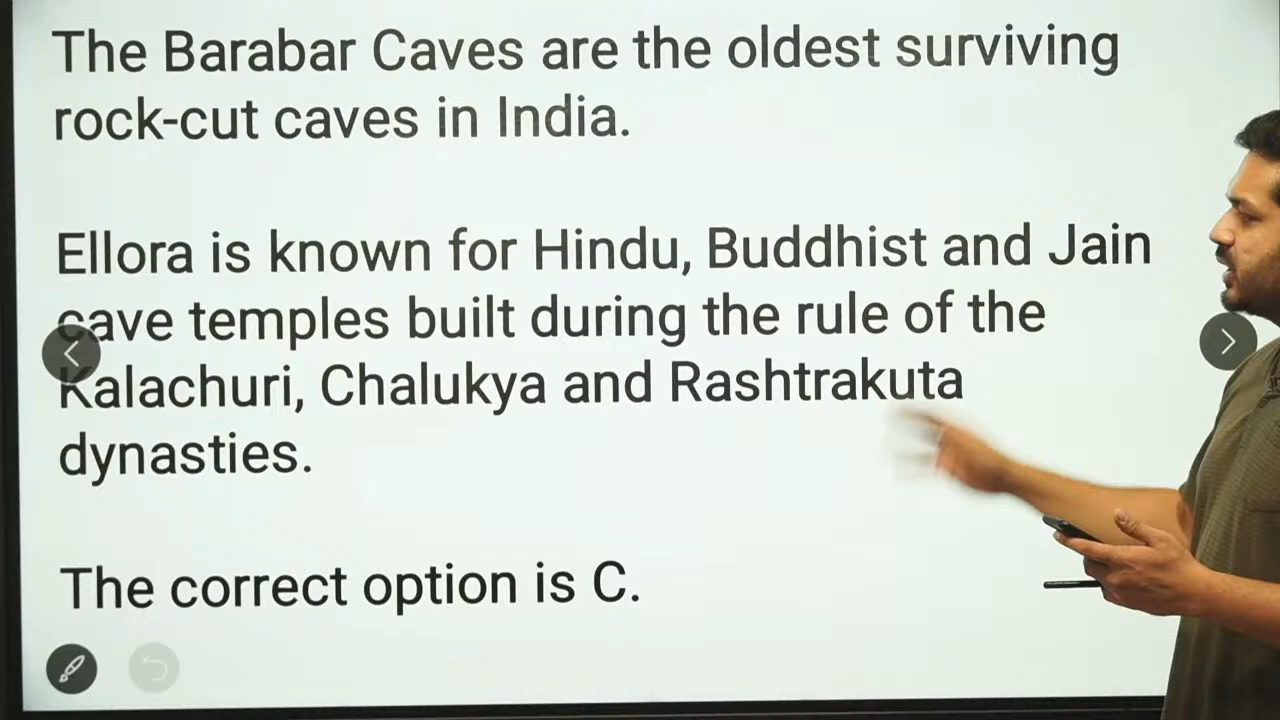 The Barabar Caves are the oldest surviving
rock-cut caves in India.
Ellora is known for Hindu, Buddhist and Jain
cave temples built during the rule of the
Kalachuri, Chalukya and Rashtrakuta
dynasties.
The correct option is C.